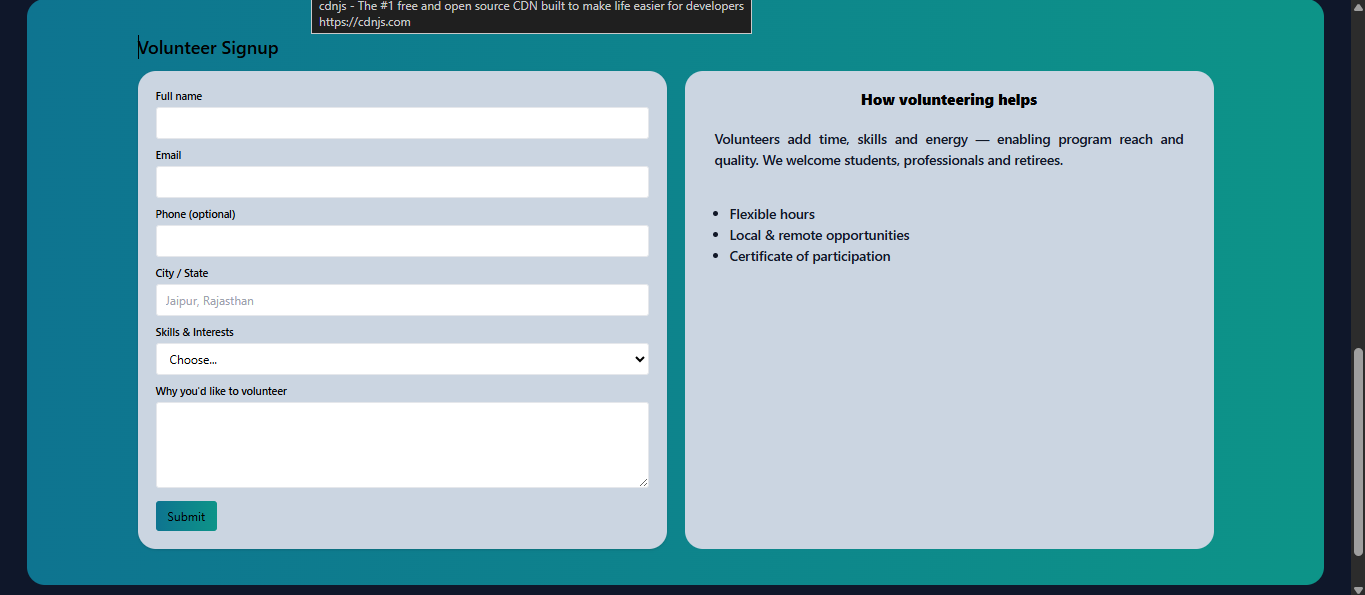 cdnjs - The #1 free and open source CDN built to make life easier for developers
https://cdnjs.com
Volunteer Signup
Full name
Email
Phone (optional)
City / State
Jaipur, Rajasthan
Skills & Interests
Choose...
Why you'd like to volunteer
Submit
How volunteering helps
Volunteers add time, skills and energy — enabling program reach and
quality. We welcome students, professionals and retirees.
• Flexible hours
• Local & remote opportunities
• Certificate of participation